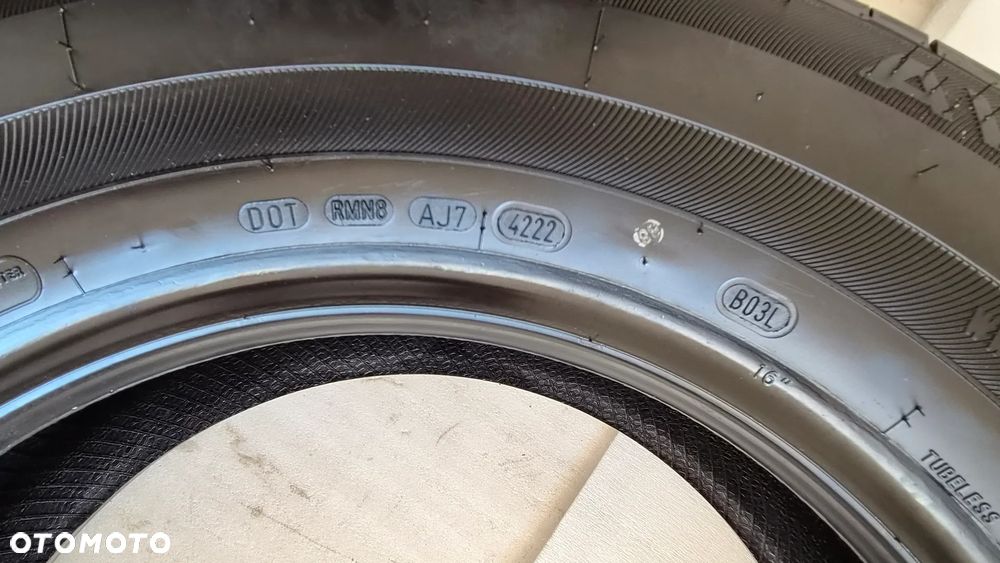 DOT RMN8 AJ7 4222
B03L
16"
TUBELESS
OTOMOTO